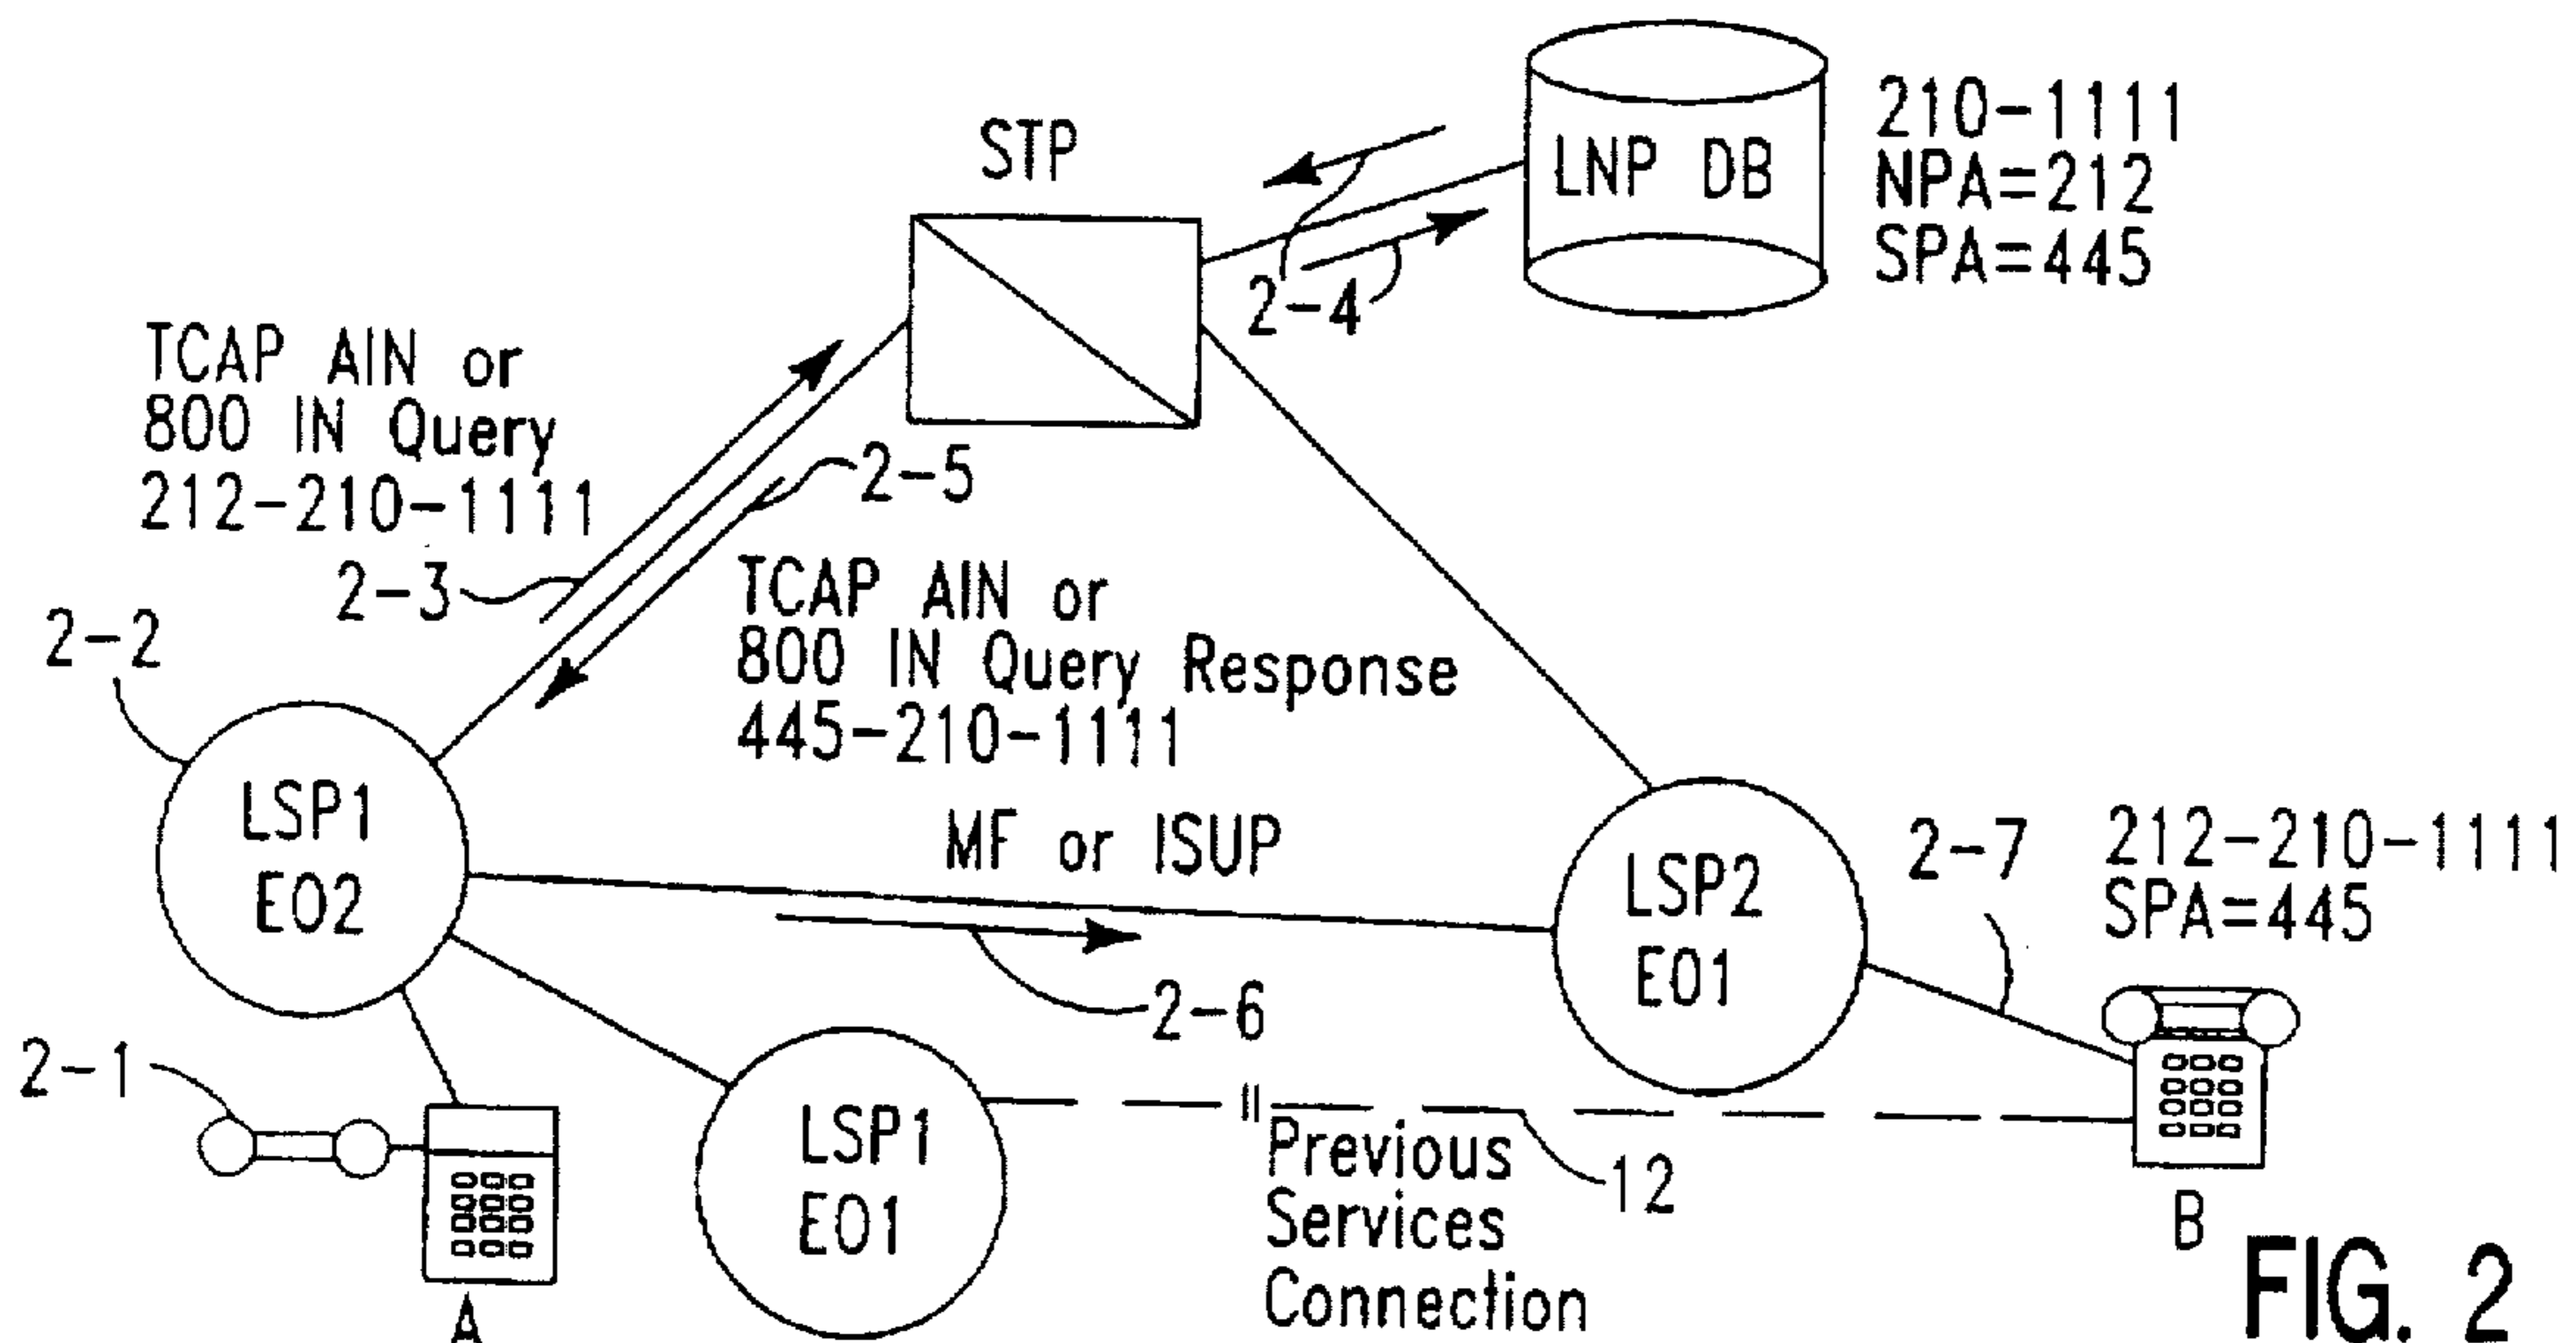 STP
LNP DB
210-1111
NPA=212
SPA=445
2-4
TCAP AIN or
800 IN Query
212-210-1111
2-5
2-3
TCAP AIN or
800 IN Query Response
445-210-1111
2-2
LSP1
EO2
MF or ISUP
2-6
LSP2
EO1
2-7
212-210-1111
SPA=445
2-1
LSP1
EO1
"Previous
Services
Connection
12
A
B
FIG. 2